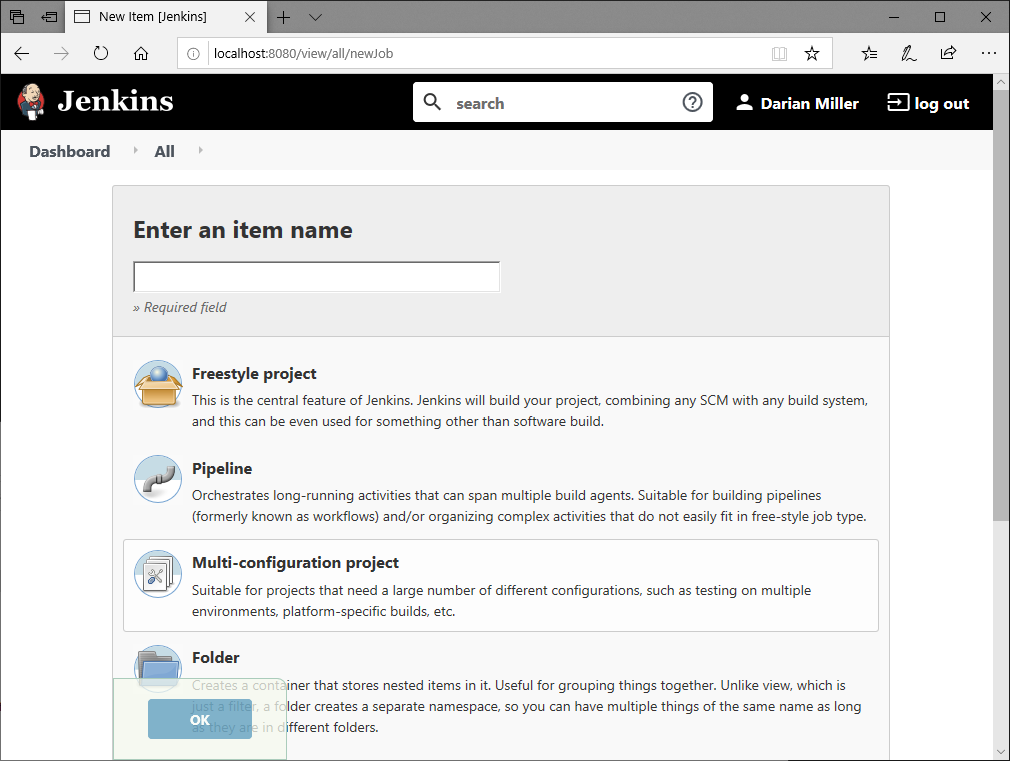 New Item [Jenkins]
localhost:8080/view/all/newJob
Jenkins
search
Darian Miller
log out
Dashboard
All
Enter an item name
» Required field
Freestyle project
This is the central feature of Jenkins. Jenkins will build your project, combining any SCM with any build system,
and this can be even used for something other than software build.
Pipeline
Orchestrates long-running activities that can span multiple build agents. Suitable for building pipelines
(formerly known as workflows) and/or organizing complex activities that do not easily fit in free-style job type.
Multi-configuration project
Suitable for projects that need a large number of different configurations, such as testing on multiple
environments, platform-specific builds, etc.
Folder
Creates a container that stores nested items in it. Useful for grouping things together. Unlike view, which is
just a filter, a folder creates a separate namespace, so you can have multiple things of the same name as long
as they are in different folders.
OK